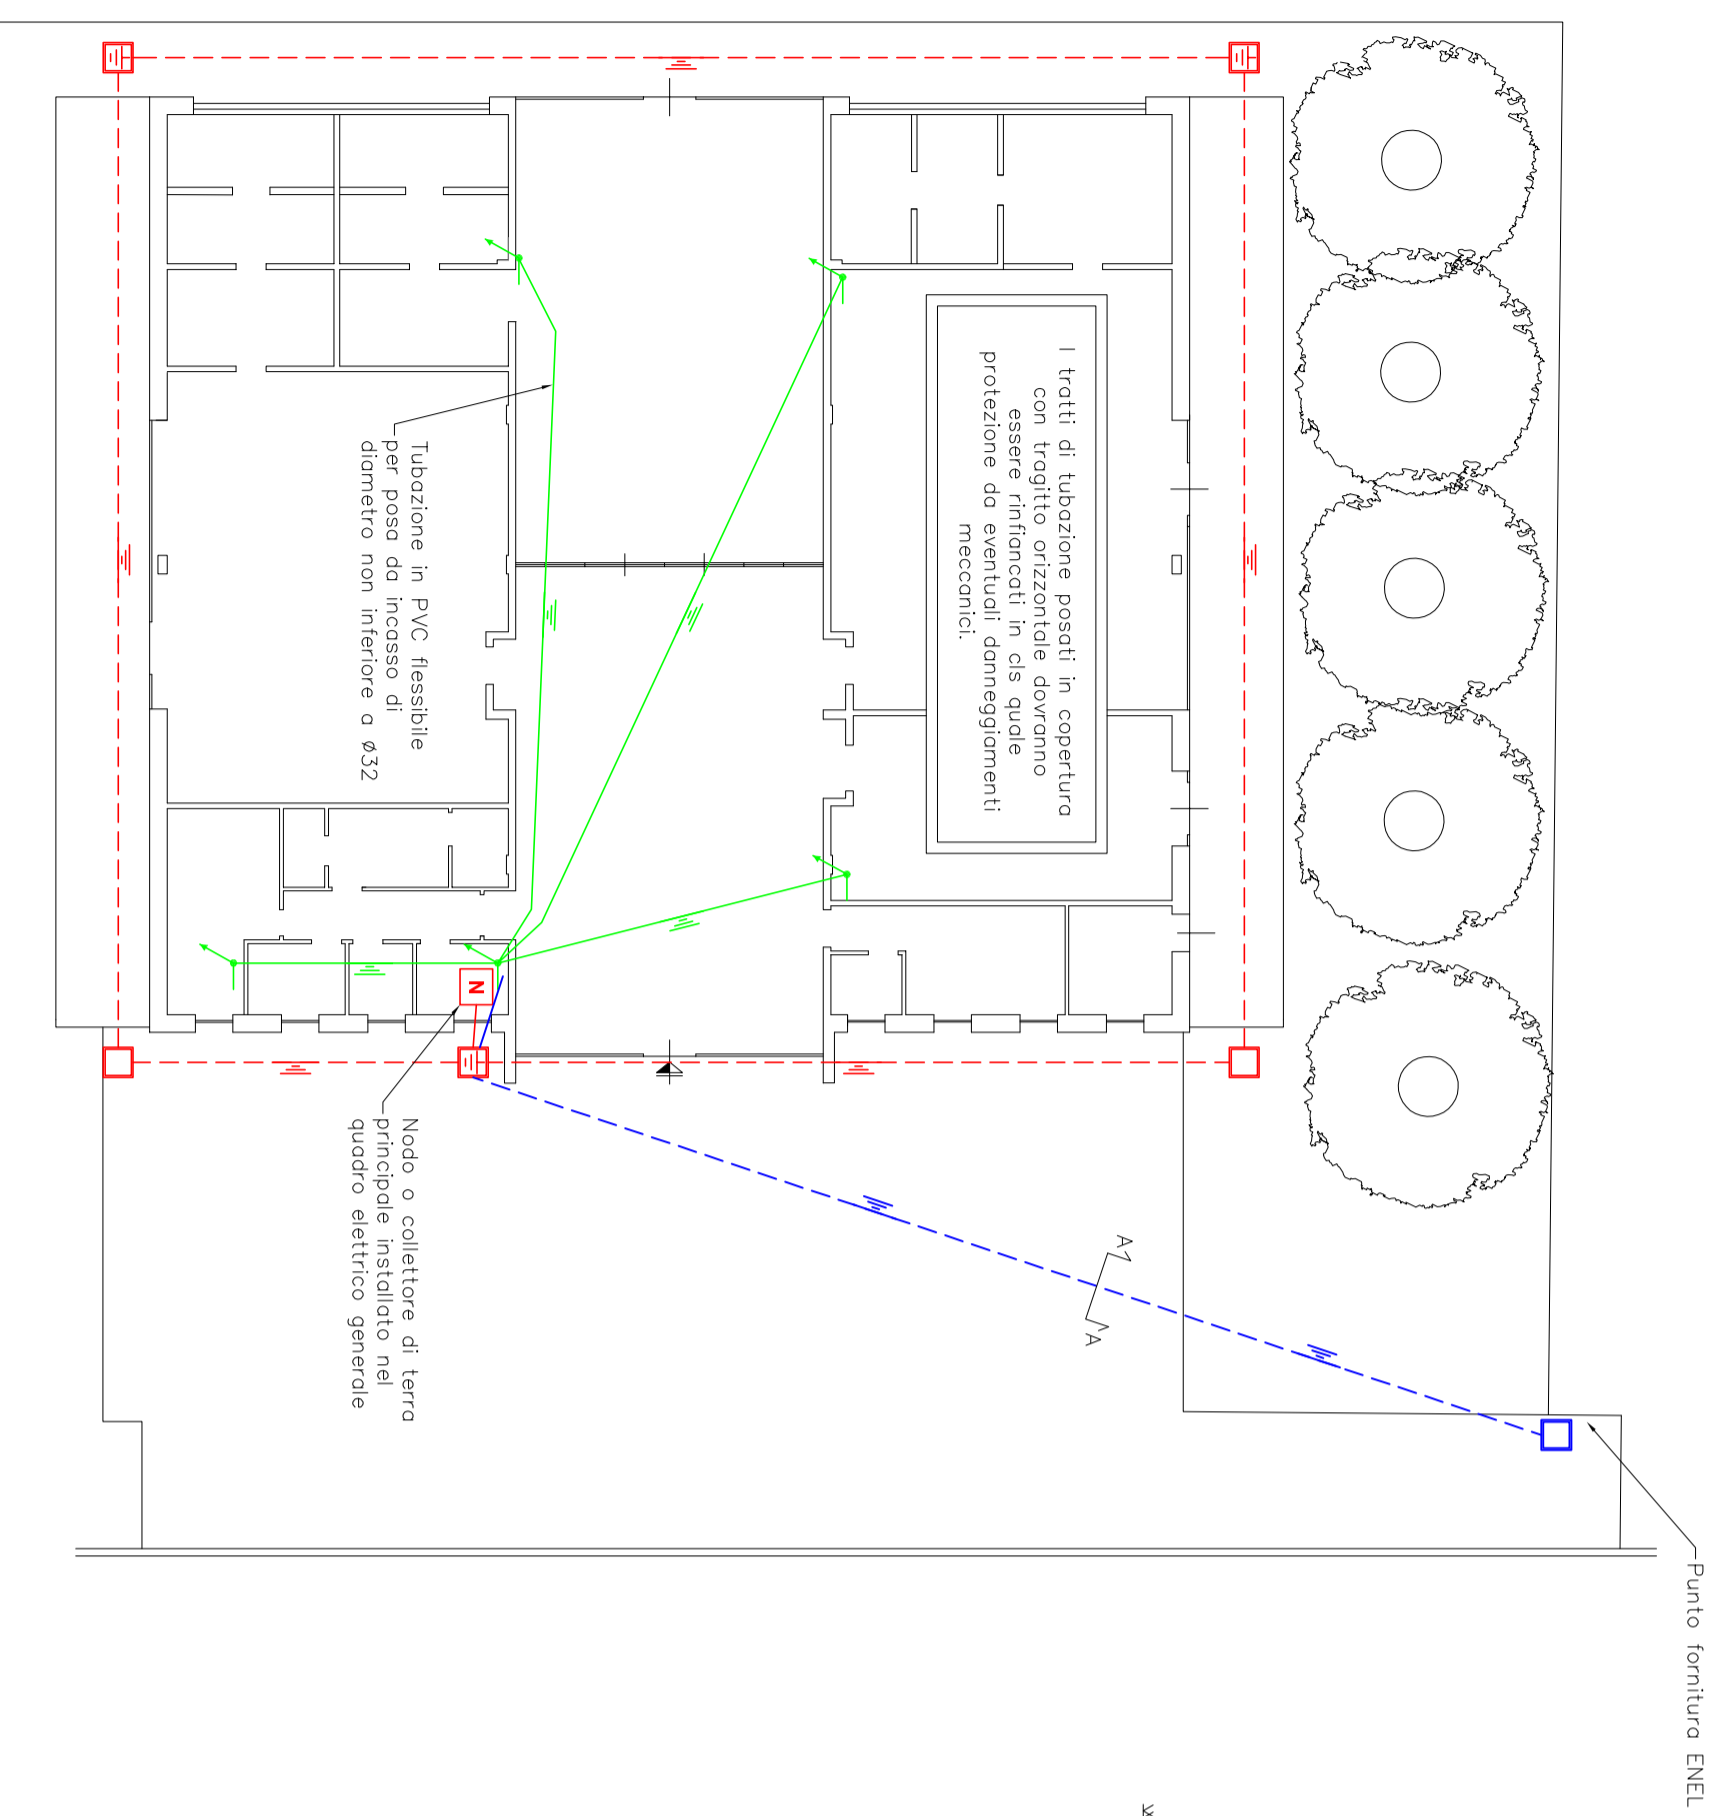 I tratti di tubazione posati in copertura
con tragitto orizzontale dovranno
essere rinfiancati in cls quale
protezione da eventuali danneggiamenti
meccanici.
Tubazione in PVC flessibile
per posa da incasso di
diametro non inferiore a ø32
N
Nodo o collettore di terra
principale installato nel
quadro elettrico generale
A
A
Punto fornitura ENEL